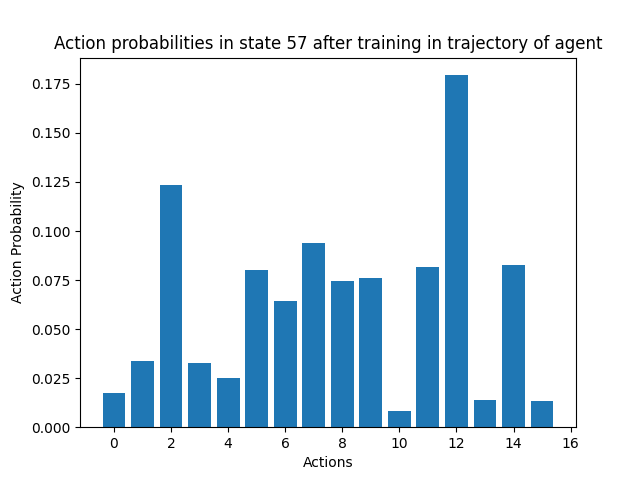 Action probabilities in state 57 after training in trajectory of agent
0.175
0.150
0.125
0.100
0.075
0.050
0.025
0.000
Action Probability
0 2 4 6 8 10 12 14 16
Actions